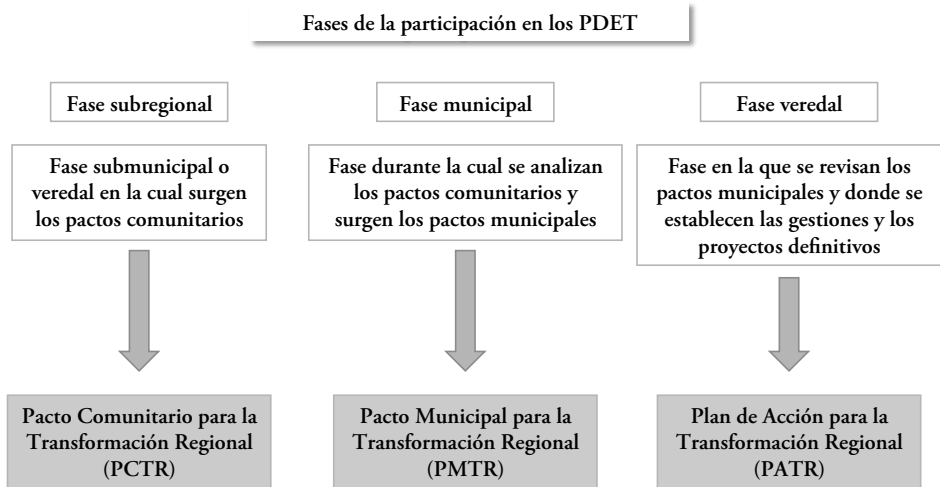 Fases de la participación en los PDET
Fase subregional
Fase submunicipal o
veredal en la cual surgen
los pactos comunitarios
Pacto Comunitario para la
Transformación Regional
(PCTR)
Fase municipal
Fase durante la cual se analizan
los pactos comunitarios y
surgen los pactos municipales
Pacto Municipal para la
Transformación Regional
(PMTR)
Fase veredal
Fase en la que se revisan los
pactos municipales y donde se
establecen las gestiones y los
proyectos definitivos
Plan de Acción para la
Transformación Regional
(PATR)